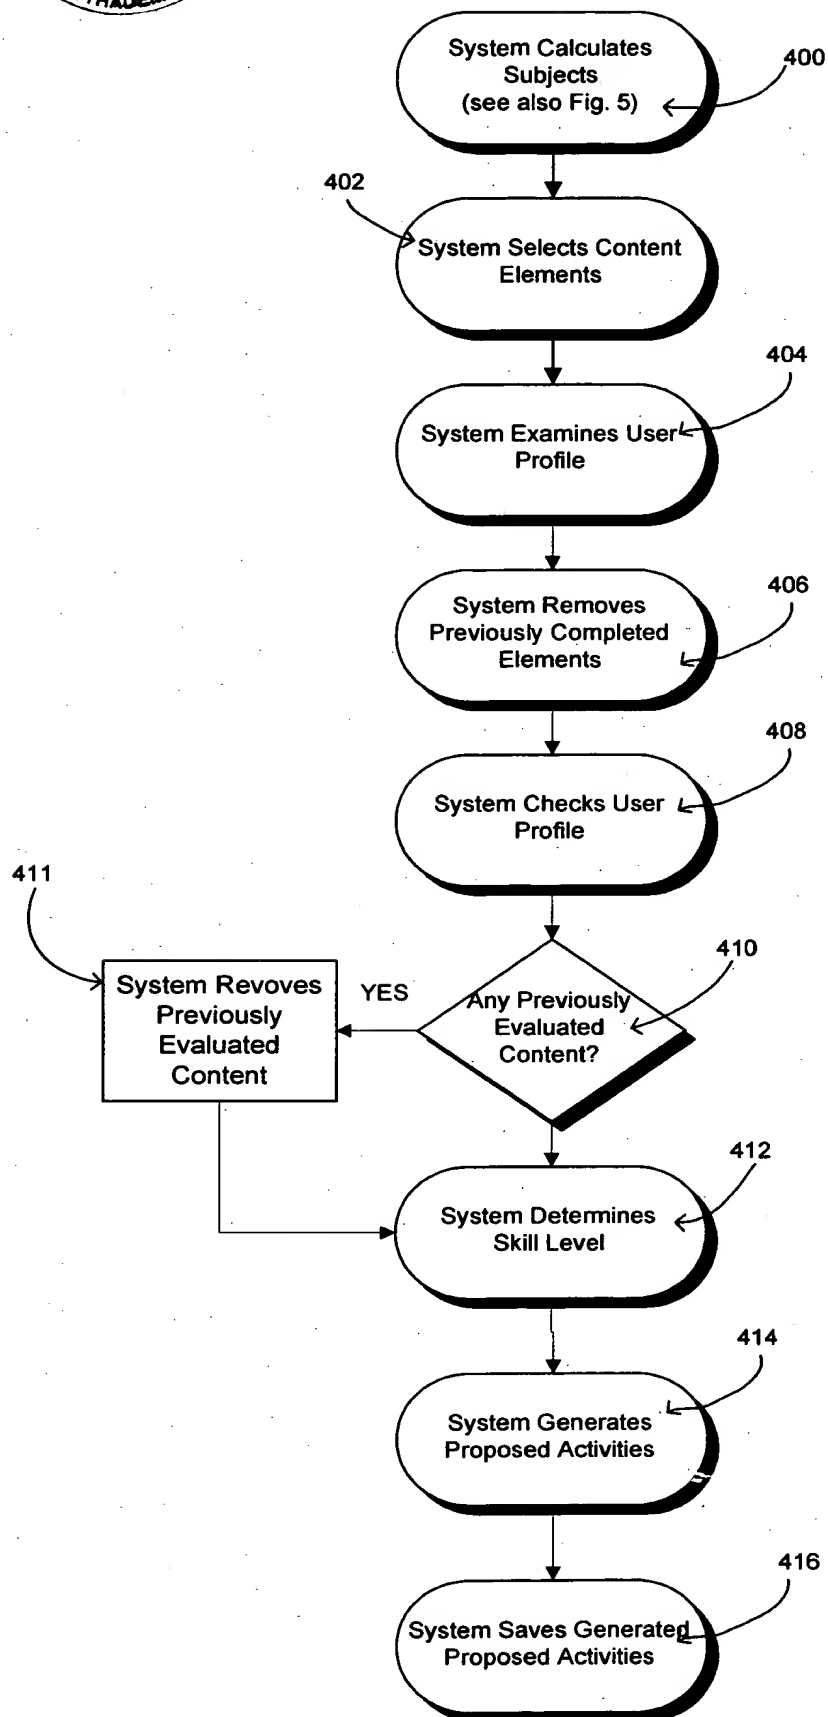 TRADEM
System Calculates
Subjects
(see also Fig. 5)
400
402
System Selects Content
Elements
404
System Examines User
Profile
406
System Removes
Previously Completed
Elements
408
System Checks User
Profile
411
System Revoves
Previously
Evaluated
Content
YES
410
Any Previously
Evaluated
Content?
412
System Determines
Skill Level
414
System Generates
Proposed Activities
416
System Saves Generated
Proposed Activities